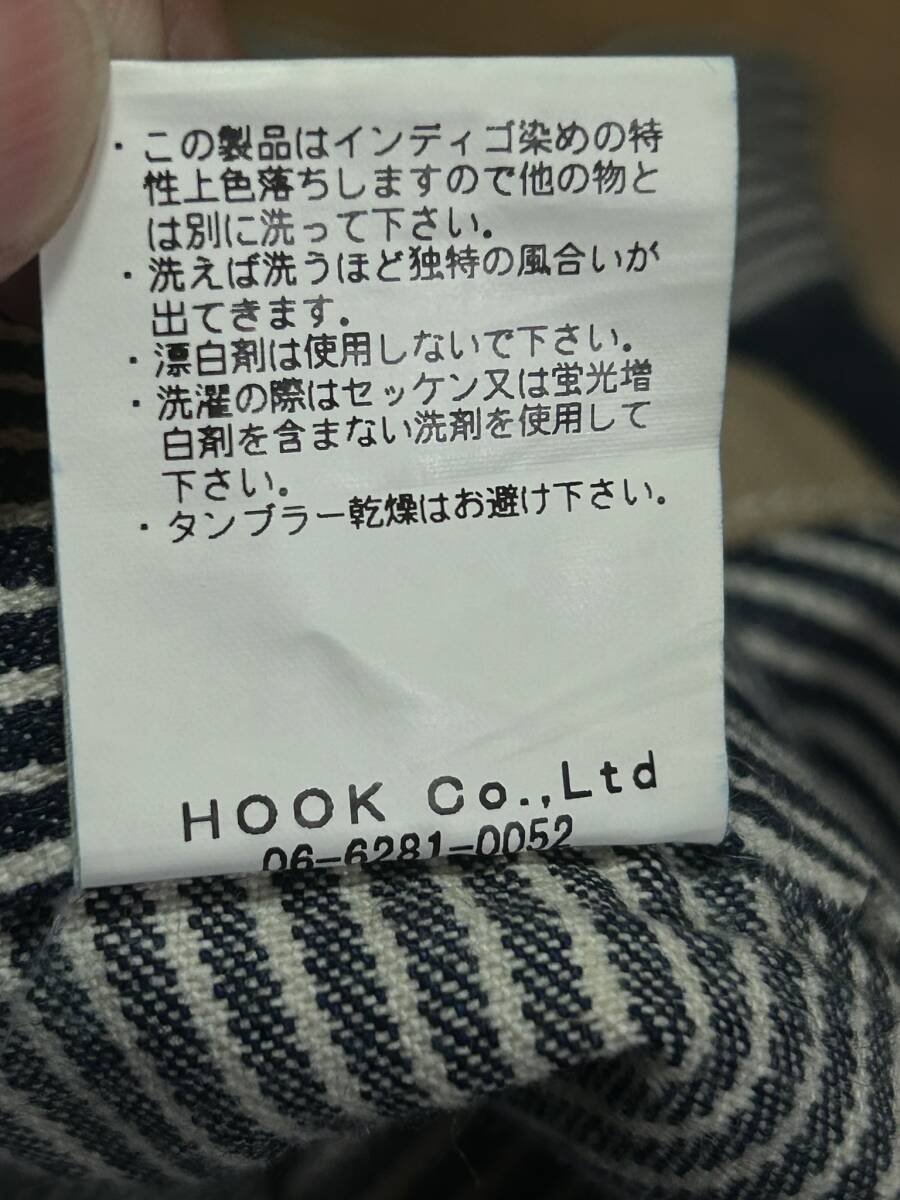 ・この製品はインディゴ染めの特
性上色落ちしますので他の物と
は別に洗って下さい。
・洗えば洗うほど独特の風合いが
出てきます。
・漂白剤は使用しないで下さい。
・洗濯の際はセッケン又は蛍光増
白剤を含まない洗剤を使用して
下さい。
・タンブラー乾燥はお避け下さい。
HOOK Co.,Ltd
06-6281-0052